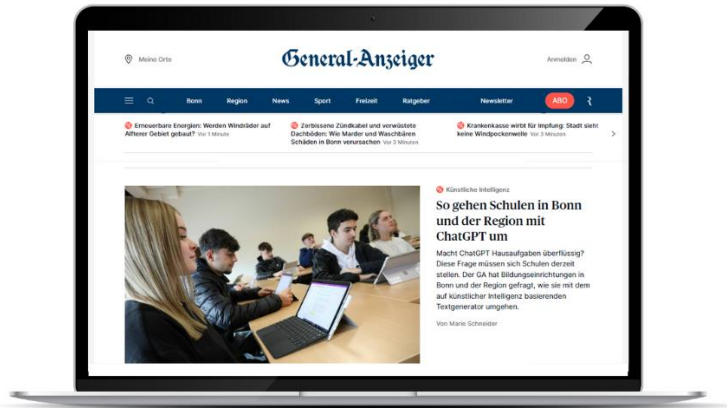 Meine Orte
General-Anzeiger
Anmelden
Bonn Region News Sport Freizeit Ratgeber Newsletter ABO
Erneuerbare Energien: Werden Windräder auf
Alfterer Gebiet gebaut? Vor 1 Minute
Zerbissene Zündkabel und verwüstete
Dachböden: Wie Marder und Waschbären
Schäden in Bonn verursachen Vor 3 Minuten
Krankenkasse wirbt für Impfung: Stadt sieht
keine Windpockenwelle Vor 3 Minuten
Künstliche Intelligenz
So gehen Schulen in Bonn
und der Region mit
ChatGPT um
Macht ChatGPT Hausaufgaben überflüssig?
Diese Frage müssen sich Schulen derzeit
stellen. Der GA hat Bildungseinrichtungen in
Bonn und der Region gefragt, wie sie mit dem
auf künstlicher Intelligenz basierenden
Textgenerator umgehen.
Von Marie Schneider